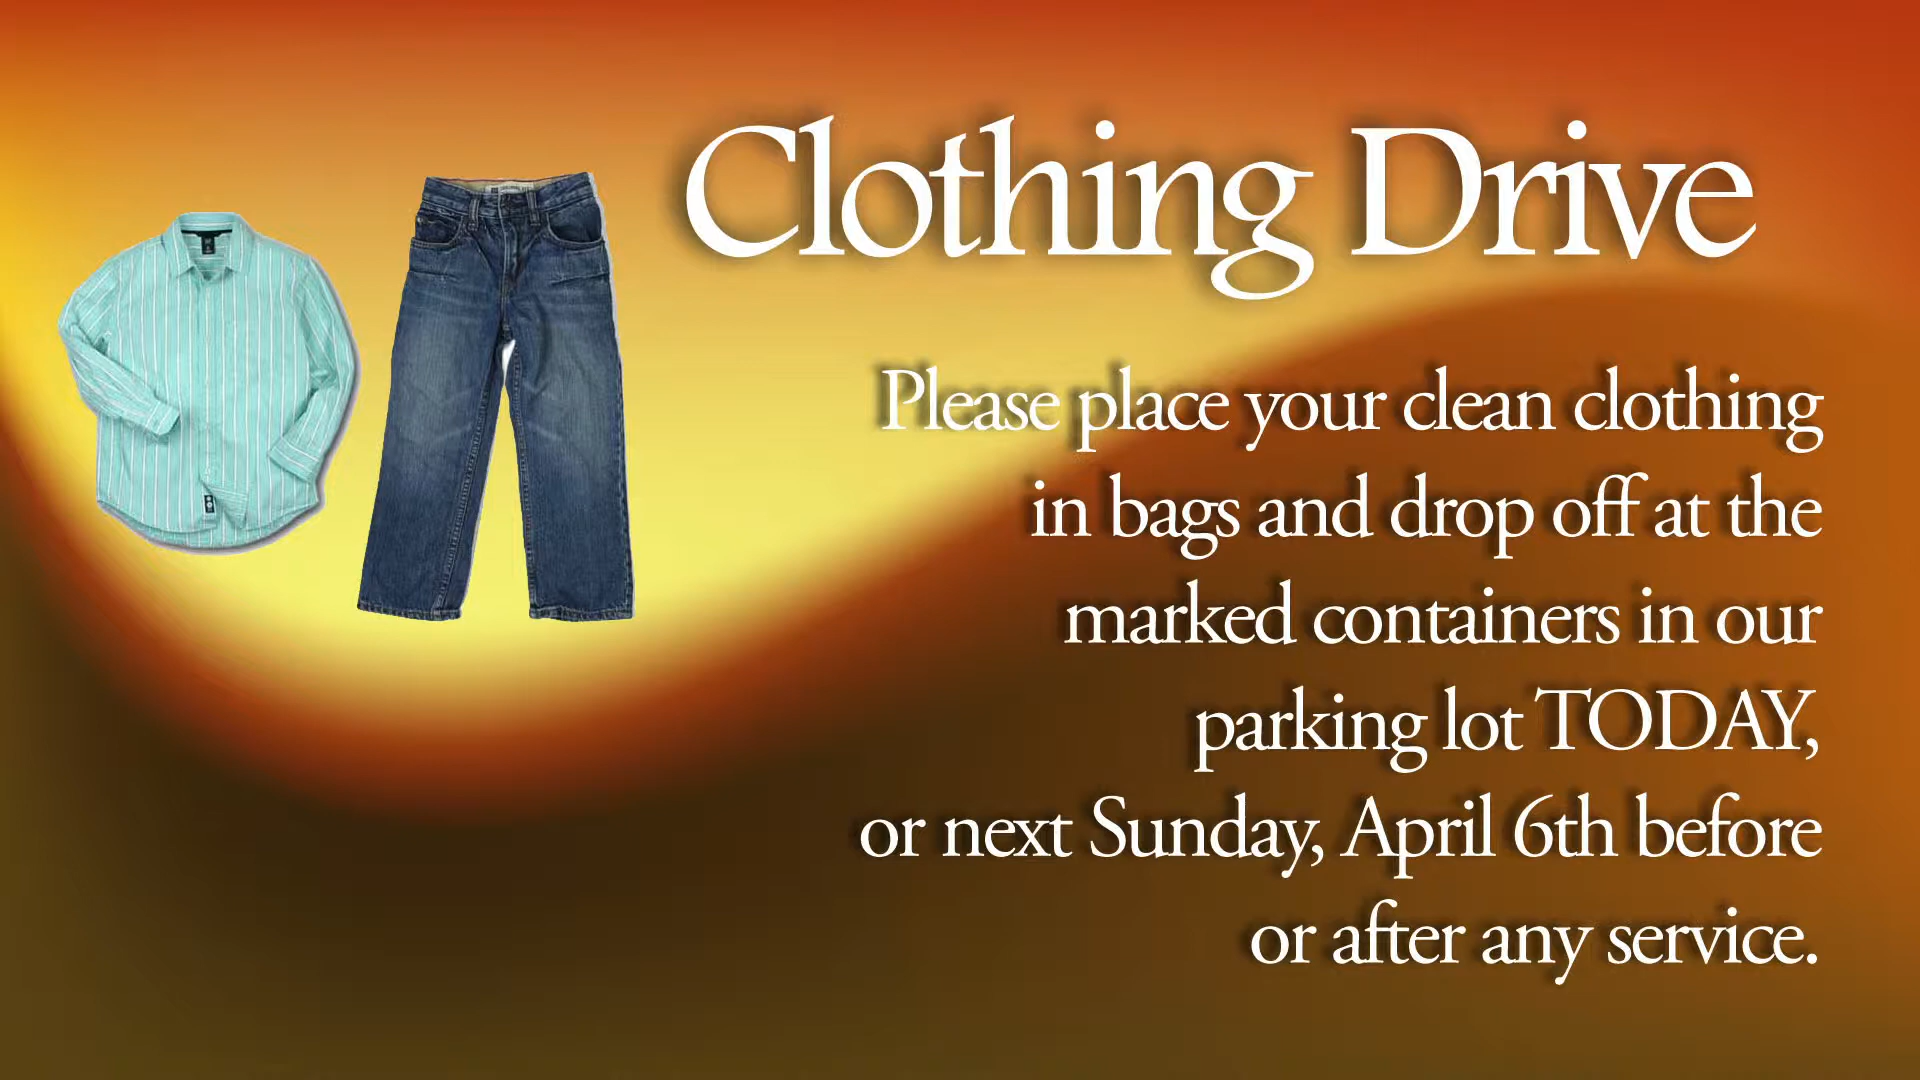 Clothing Drive
Please place your clean clothing
in bags and drop off at the
marked containers in our
parking lot TODAY,
or next Sunday, April 6th before
or after any service.